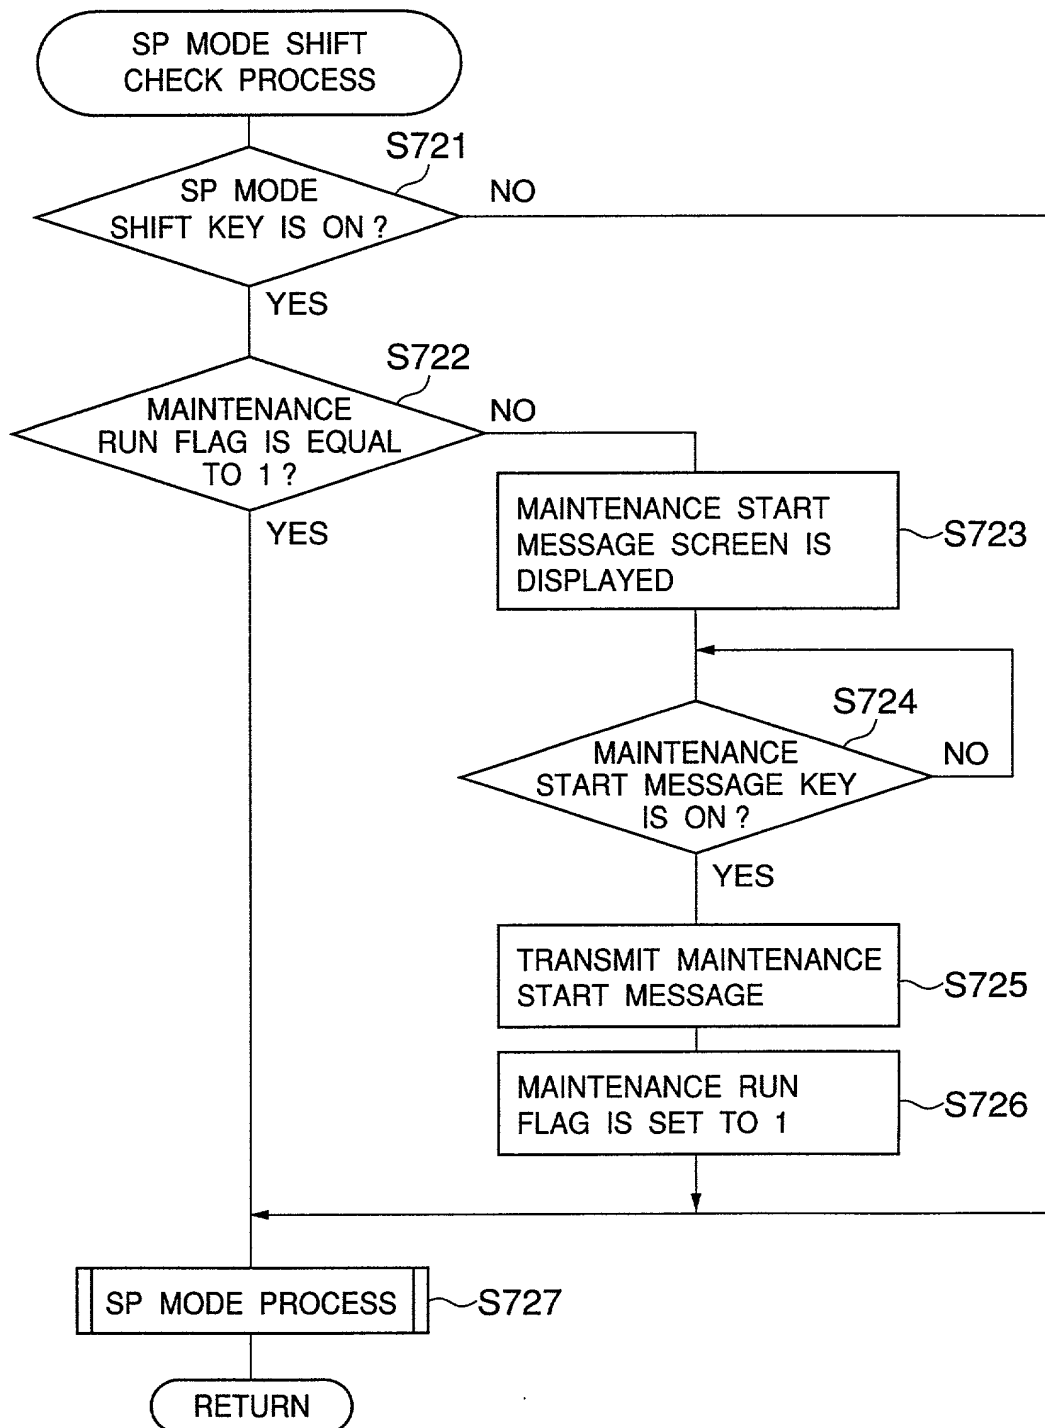 SP MODE SHIFT
CHECK PROCESS
S721
SP MODE
SHIFT KEY IS ON ?
NO
YES
S722
MAINTENANCE
RUN FLAG IS EQUAL
TO 1 ?
NO
YES
MAINTENANCE START
MESSAGE SCREEN IS
DISPLAYED
S723
S724
MAINTENANCE
START MESSAGE KEY
IS ON ?
NO
YES
TRANSMIT MAINTENANCE
START MESSAGE
S725
MAINTENANCE RUN
FLAG IS SET TO 1
S726
SP MODE PROCESS
S727
RETURN